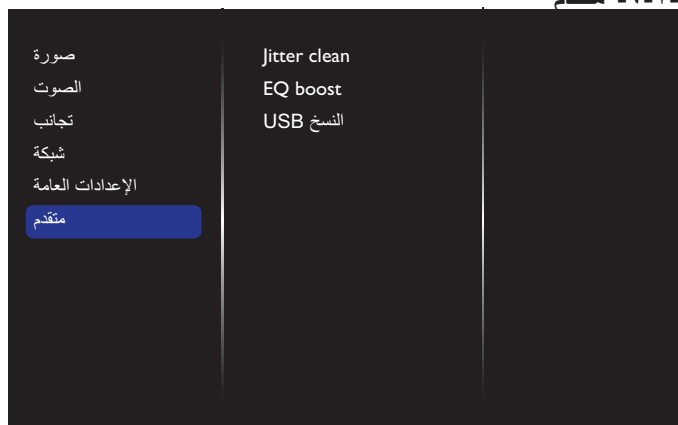 صورة
الصوت
تجانب
شبكة
الإعدادات العامة
متقدم
Jitter clean
EQ boost
النسخ USB